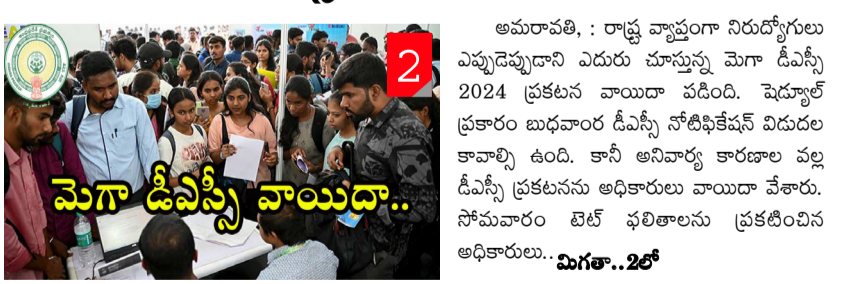 2
మెగా డీఎస్సీ వాయిదా..
అమరావతి, : రాష్ట్ర వ్యాప్తంగా నిరుద్యోగులు
ఎప్పుడెప్పుడాని ఎదురు చూస్తున్న మెగా డీఎస్సీ
2024 ప్రకటన వాయిదా పడింది. షెడ్యూల్
ప్రకారం బుధవాంర డీఎస్సీ నోటిఫికేషన్ విడుదల
కావాల్సి ఉంది. కానీ అనివార్య కారణాల వల్ల
డీఎస్సీ ప్రకటనను అధికారులు వాయిదా వేశారు.
సోమవారం టెట్ ఫలితాలను ప్రకటించిన
అధికారులు.. మిగతా..2లో